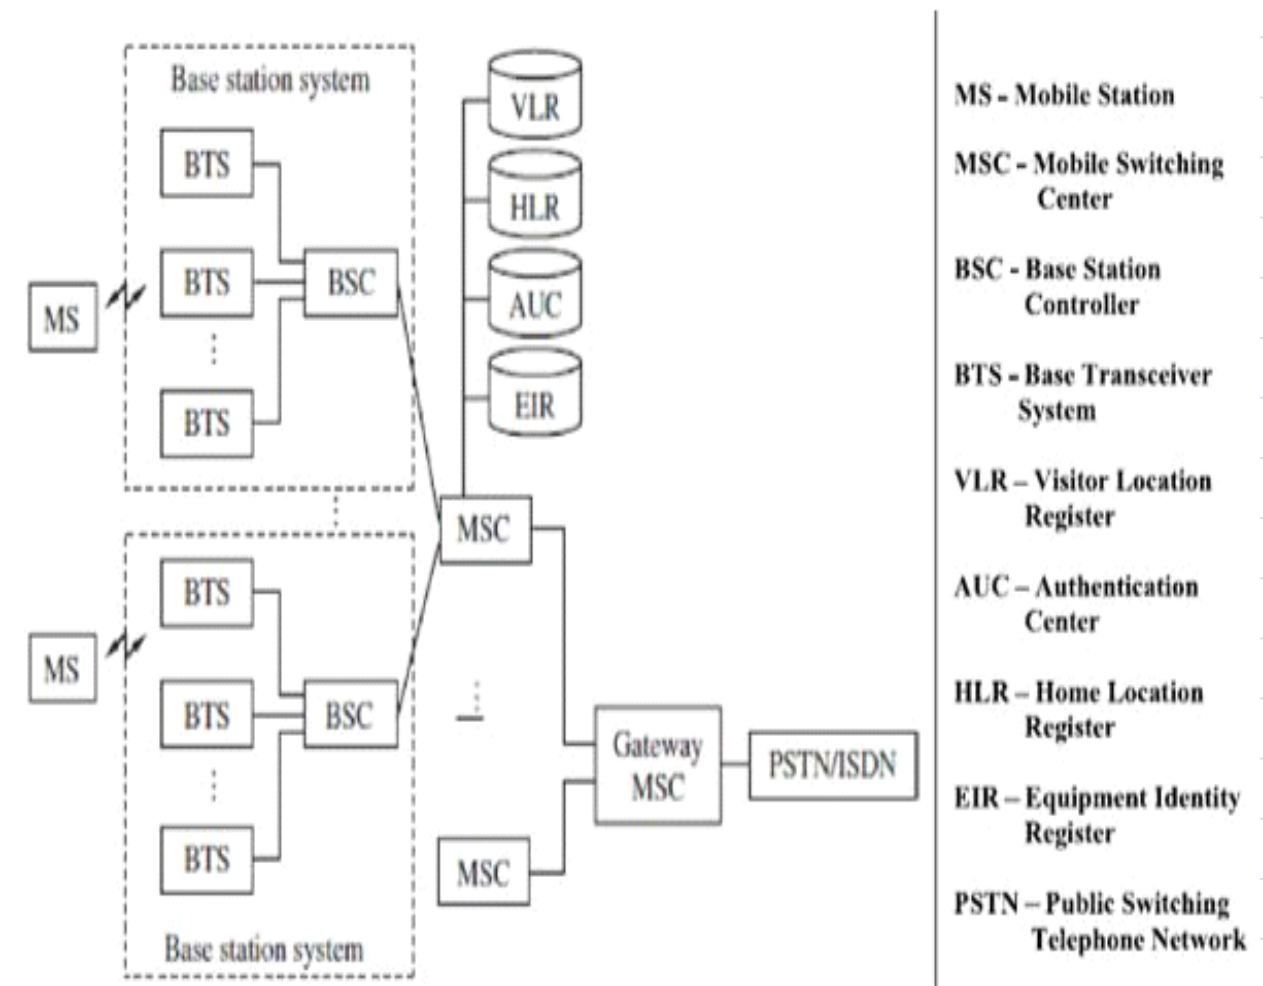 Base station system
BTS
BTS
BTS
BSC
MS
VLR
HLR
AUC
EIR
MSC
BTS
BTS
BTS
BSC
MS
Base station system
MSC
Gateway
MSC
PSTN/ISDN
MS - Mobile Station
MSC - Mobile Switching
Center
BSC - Base Station
Controller
BTS - Base Transceiver
System
VLR – Visitor Location
Register
AUC – Authentication
Center
HLR – Home Location
Register
EIR – Equipment Identity
Register
PSTN – Public Switching
Telephone Network